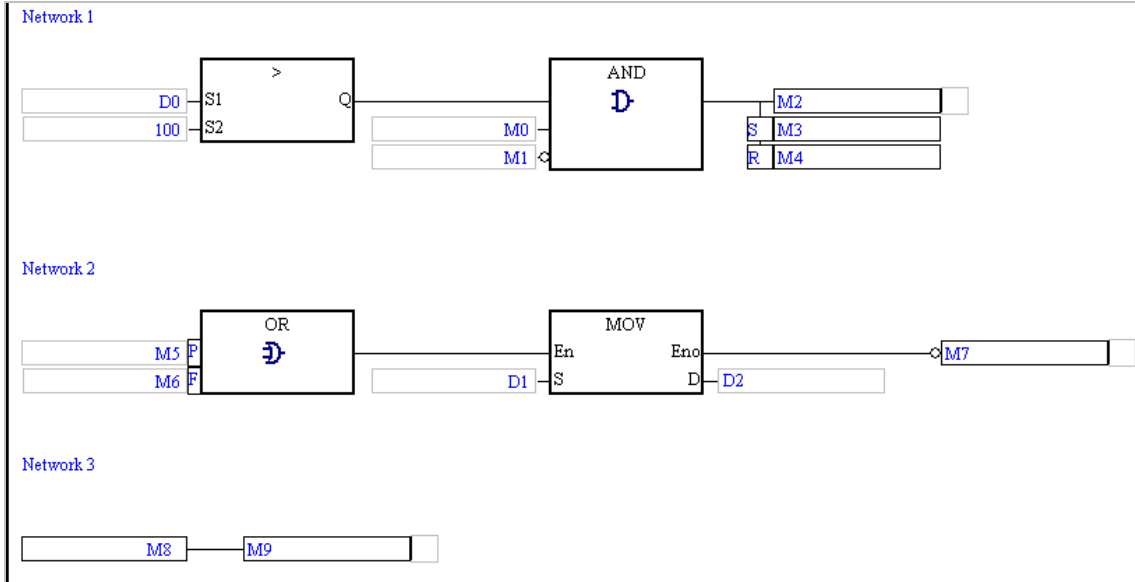 Network 1
> AND
D0 S1 Q M2
100 S2 M0 S M3
M1 R M4
Network 2
OR MOV
M5 P En Eno M7
M6 F D1 S D D2
Network 3
M8 M9